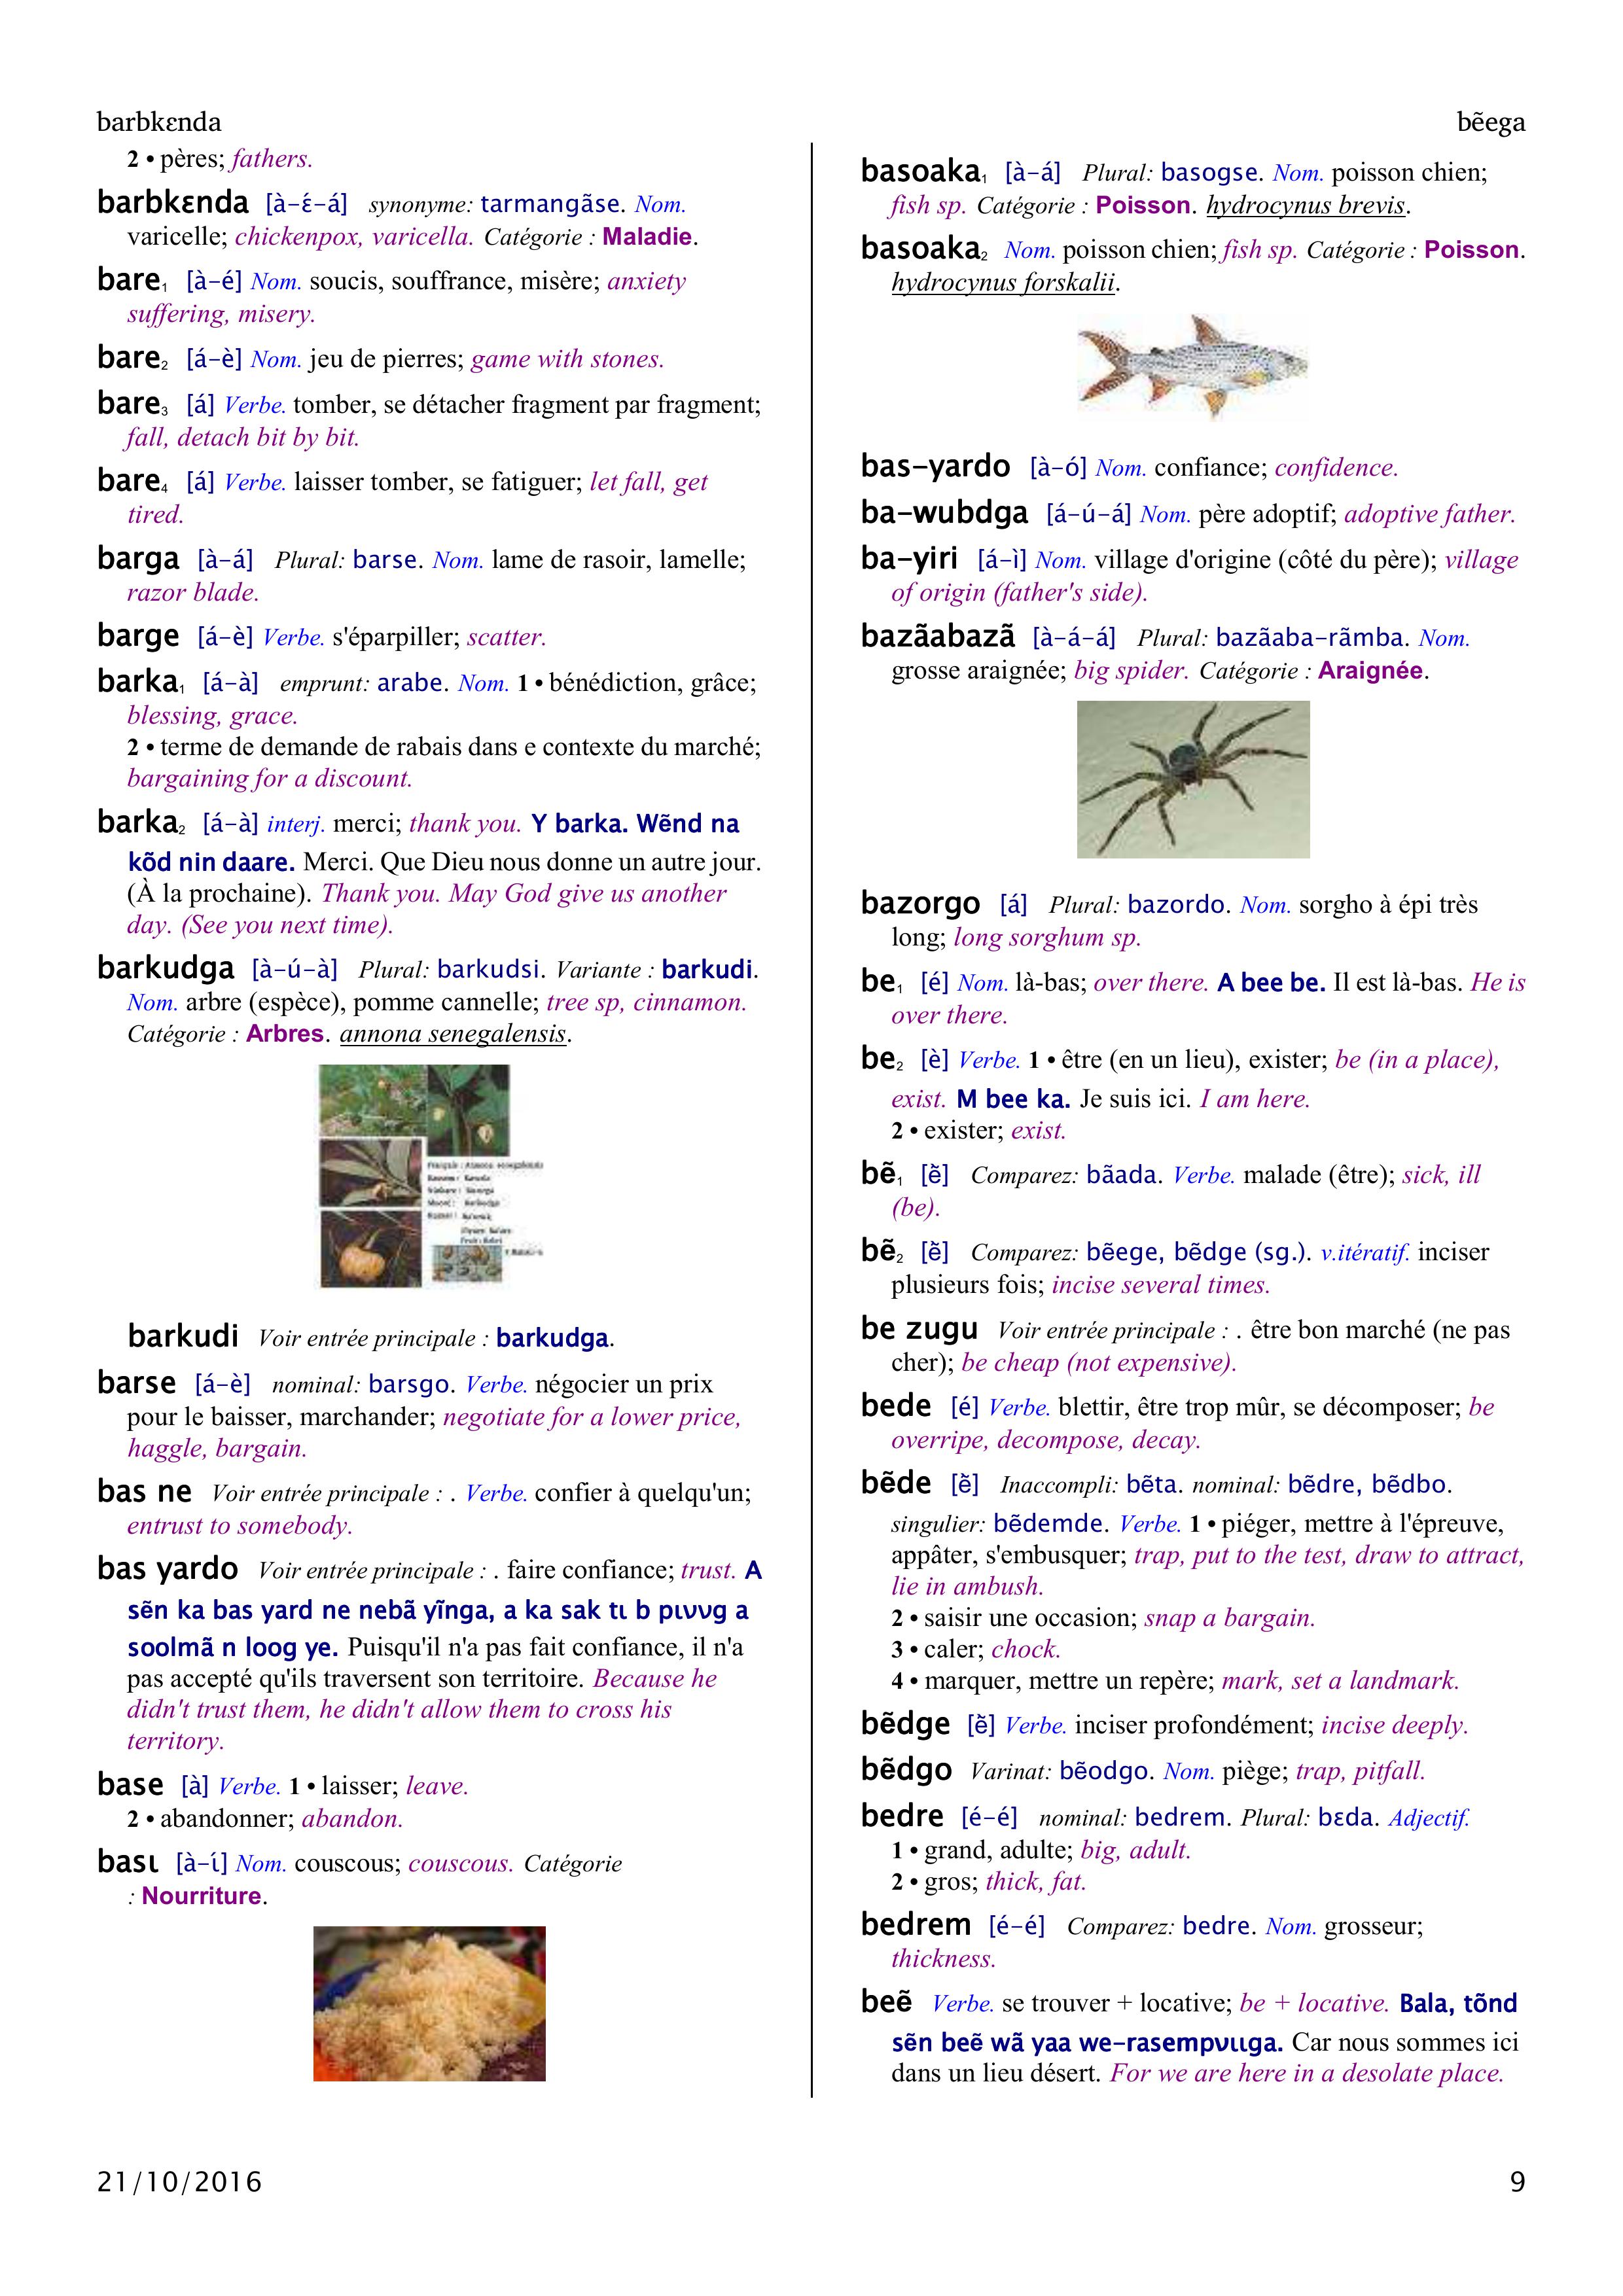 barbkɛnda
bẽega
2 • pères; fathers.
barbkɛnda [à-ɛ́-á] synonyme: tarmangãse. Nom.
varicelle; chickenpox, varicella. Catégorie : Maladie.
bare₁ [à-é] Nom. soucis, souffrance, misère; anxiety
suffering, misery.
bare₂ [á-è] Nom. jeu de pierres; game with stones.
bare₃ [á] Verbe. tomber, se détacher fragment par fragment;
fall, detach bit by bit.
bare₄ [á] Verbe. laisser tomber, se fatiguer; let fall, get
tired.
barga [à-á] Plural: barse. Nom. lame de rasoir, lamelle;
razor blade.
barge [á-è] Verbe. s'éparpiller; scatter.
barka₁ [á-à] emprunt: arabe. Nom. 1 • bénédiction, grâce;
blessing, grace.
2 • terme de demande de rabais dans e contexte du marché;
bargaining for a discount.
barka₂ [á-à] interj. merci; thank you. Y barka. Wẽnd na
kõd nin daare. Merci. Que Dieu nous donne un autre jour.
(À la prochaine). Thank you. May God give us another
day. (See you next time).
barkudga [à-ú-à] Plural: barkudsi. Variante : barkudi.
Nom. arbre (espèce), pomme cannelle; tree sp, cinnamon.
Catégorie : Arbres. annona senegalensis.
barkudi Voir entrée principale : barkudga.
barse [á-è] nominal: barsgo. Verbe. négocier un prix
pour le baisser, marchander; negotiate for a lower price,
haggle, bargain.
bas ne Voir entrée principale : . Verbe. confier à quelqu'un;
entrust to somebody.
bas yardo Voir entrée principale : . faire confiance; trust. A
sẽn ka bas yard ne nebã yĩnga, a ka sak tɩ b pɩʋʋg a
soolmã n loog ye. Puisqu'il n'a pas fait confiance, il n'a
pas accepté qu'ils traversent son territoire. Because he
didn't trust them, he didn't allow them to cross his
territory.
base [à] Verbe. 1 • laisser; leave.
2 • abandonner; abandon.
basɩ [à-ɩ́] Nom. couscous; couscous. Catégorie
: Nourriture.
basoaka₁ [à-á] Plural: basogse. Nom. poisson chien;
fish sp. Catégorie : Poisson. hydrocynus brevis.
basoaka₂ Nom. poisson chien; fish sp. Catégorie : Poisson.
hydrocynus forskalii.
bas-yardo [à-ó] Nom. confiance; confidence.
ba-wubdga [á-ú-á] Nom. père adoptif; adoptive father.
ba-yiri [á-ì] Nom. village d'origine (côté du père); village
of origin (father's side).
bazãabazã [à-á-á] Plural: bazãaba-rãmba. Nom.
grosse araignée; big spider. Catégorie : Araignée.
bazorgo [á] Plural: bazordo. Nom. sorgho à épi très
long; long sorghum sp.
be₁ [é] Nom. là-bas; over there. A bee be. Il est là-bas. He is
over there.
be₂ [è] Verbe. 1 • être (en un lieu), exister; be (in a place),
exist. M bee ka. Je suis ici. I am here.
2 • exister; exist.
bẽ₁ [ẽ̀] Comparez: bãada. Verbe. malade (être); sick, ill
(be).
bẽ₂ [ẽ̀] Comparez: bẽege, bẽdge (sg.). v.itératif. inciser
plusieurs fois; incise several times.
be zugu Voir entrée principale : . être bon marché (ne pas
cher); be cheap (not expensive).
bede [é] Verbe. blettir, être trop mûr, se décomposer; be
overripe, decompose, decay.
bẽde [ẽ̀] Inaccompli: bẽta. nominal: bẽdre, bẽdbo.
singulier: bẽdemde. Verbe. 1 • piéger, mettre à l'épreuve,
appâter, s'embusquer; trap, put to the test, draw to attract,
lie in ambush.
2 • saisir une occasion; snap a bargain.
3 • caler; chock.
4 • marquer, mettre un repère; mark, set a landmark.
bẽdge [ẽ̀] Verbe. inciser profondément; incise deeply.
bẽdgo Varinat: bẽodgo. Nom. piège; trap, pitfall.
bedre [é-é] nominal: bedrem. Plural: bɛda. Adjectif.
1 • grand, adulte; big, adult.
2 • gros; thick, fat.
bedrem [é-é] Comparez: bedre. Nom. grosseur;
thickness.
beẽ Verbe. se trouver + locative; be + locative. Bala, tõnd
sẽn beẽ wã yaa we-rasempʋɩɩga. Car nous sommes ici
dans un lieu désert. For we are here in a desolate place.
21/10/2016
9